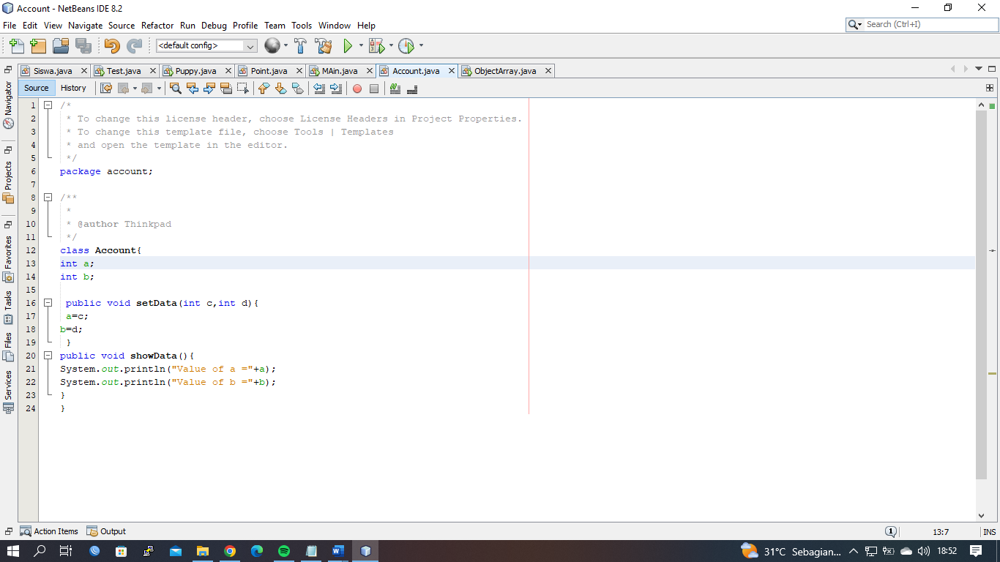 Account - NetBeans IDE 8.2
File Edit View Navigate Source Refactor Run Debug Profile Team Tools Window Help
Search (Ctrl+I)
<default config>
Siswa.java Test.java Puppy.java Point.java MAin.java Account.java ObjectArray.java
Source History
Navigator
Projects
Favorites
Tasks
Files
Services
1 /*
2 * To change this license header, choose License Headers in Project Properties.
3 * To change this template file, choose Tools | Templates
4 * and open the template in the editor.
5 */
6 package account;
7
8 /**
9 *
10 * @author Thinkpad
11 */
12 class Account{
13 int a;
14 int b;
15
16 public void setData(int c,int d){
17 a=c;
18 b=d;
19 }
20 public void showData(){
21 System.out.println("Value of a ="+a);
22 System.out.println("Value of b ="+b);
23 }
24 }
Action Items Output
1 13:7 INS
31°C Sebagian... 18:52